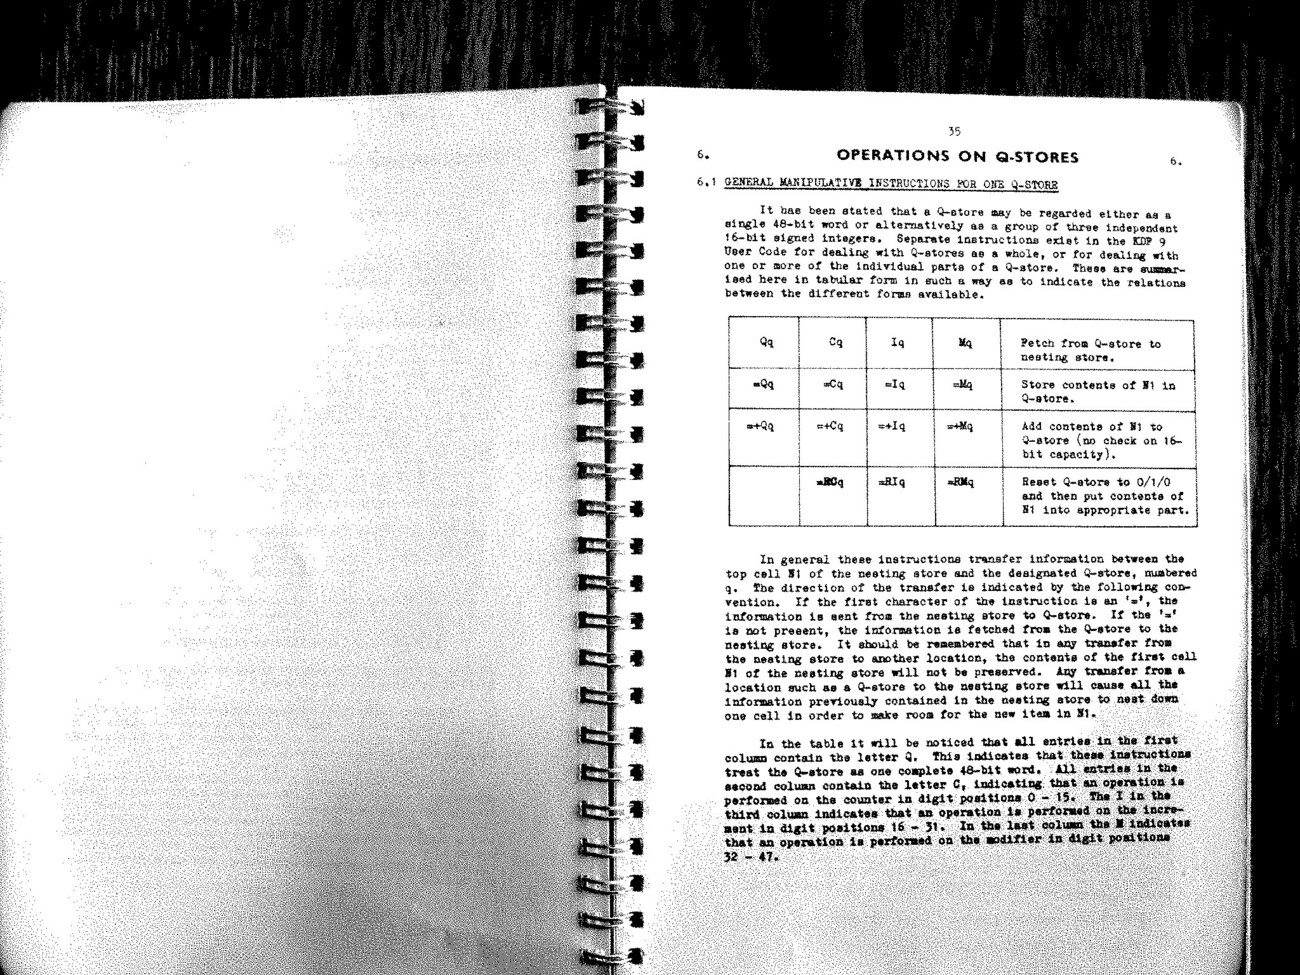 35
6. OPERATIONS ON Q-STORES 6.
6.1 GENERAL MANIPULATIVE INSTRUCTIONS FOR ONE Q-STORE
It has been stated that a Q-store may be regarded either as a
single 48-bit word or alternatively as a group of three independent
16-bit signed integers. Separate instructions exist in the KDF 9
User Code for dealing with Q-stores as a whole, or for dealing with
one or more of the individual parts of a Q-store. These are summar-
ised here in tabular form in such a way as to indicate the relations
between the different forms available.
Qq Cq Iq Mq Fetch from Q-store to
nesting store.
=Qq =Cq =Iq =Mq Store contents of N1 in
Q-store.
=+Qq =+Cq =+Iq =+Mq Add contents of N1 to
Q-store (no check on 16-
bit capacity).
=RCq =RIq =RMq Reset Q-store to 0/1/0
and then put contents of
N1 into appropriate part.
In general these instructions transfer information between the
top cell N1 of the nesting store and the designated Q-store, numbered
q. The direction of the transfer is indicated by the following con-
vention. If the first character of the instruction is an '=', the
information is sent from the nesting store to Q-store. If the '='
is not present, the information is fetched from the Q-store to the
nesting store. It should be remembered that in any transfer from
the nesting store to another location, the contents of the first cell
N1 of the nesting store will not be preserved. Any transfer from a
location such as a Q-store to the nesting store will cause all the
information previously contained in the nesting store to nest down
one cell in order to make room for the new item in N1.
In the table it will be noticed that all entries in the first
column contain the letter Q. This indicates that these instructions
treat the Q-store as one complete 48-bit word. All entries in the
second column contain the letter C, indicating that an operation is
performed on the counter in digit positions 0 - 15. The I in the
third column indicates that an operation is performed on the incre-
ment in digit positions 16 - 31. In the last column the M indicates
that an operation is performed on the modifier in digit positions
32 - 47.